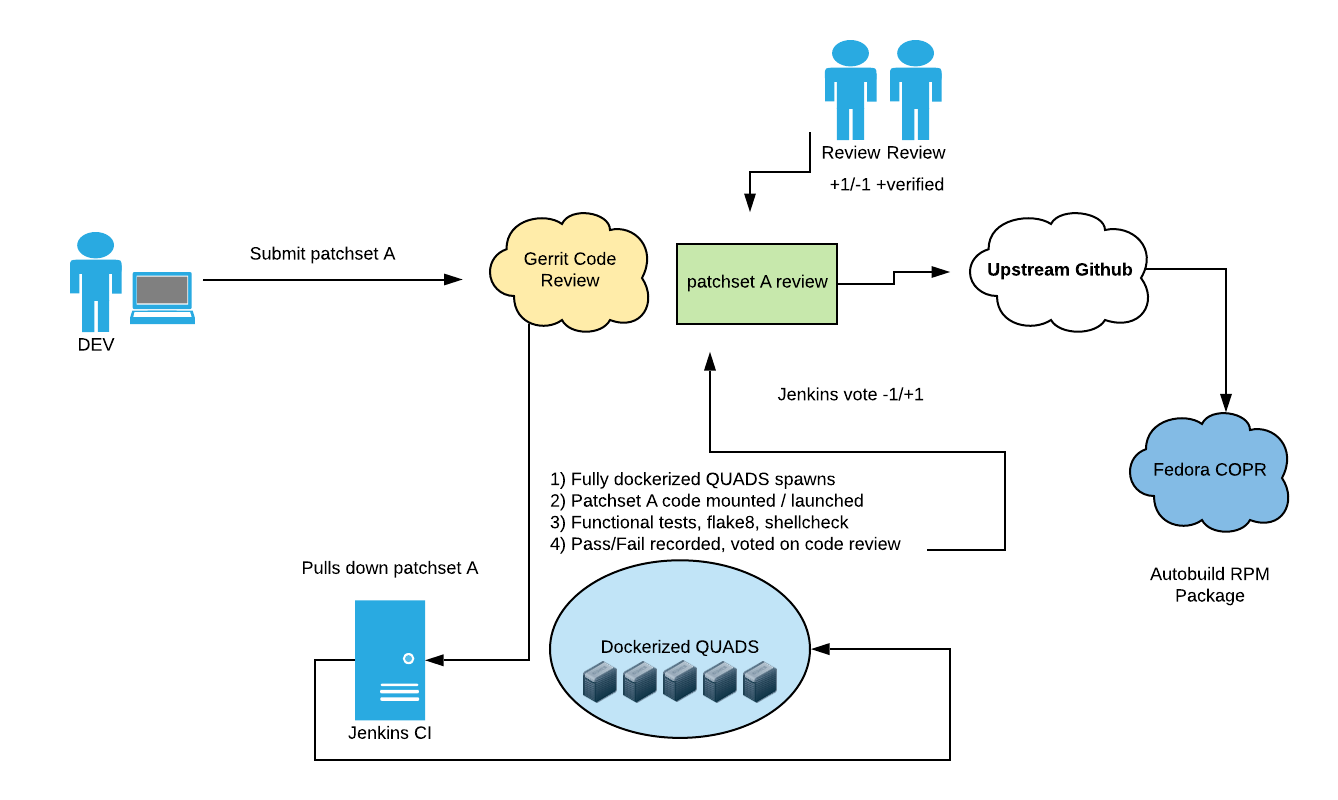 Review Review
+1/-1 +verified
Submit patchset A
Gerrit Code
Review
patchset A review
Upstream Github
DEV
Jenkins vote -1/+1
1) Fully dockerized QUADS spawns
2) Patchset A code mounted / launched
3) Functional tests, flake8, shellcheck
4) Pass/Fail recorded, voted on code review
Fedora COPR
Pulls down patchset A
Autobuild RPM
Package
Dockerized QUADS
Jenkins CI